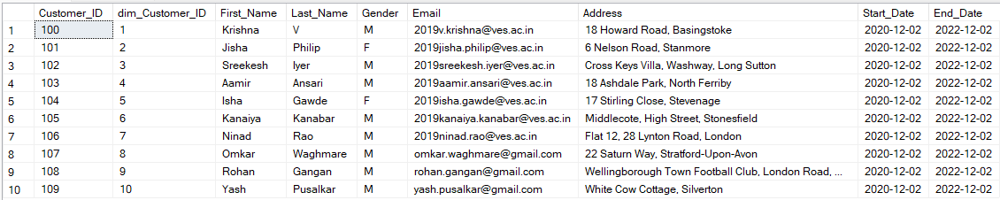 Customer_ID dim_Customer_ID First_Name Last_Name Gender Email Address Start_Date End_Date
1 100 1 Krishna V M 2019v.krishna@ves.ac.in 18 Howard Road, Basingstoke 2020-12-02 2022-12-02
2 101 2 Jisha Philip F 2019jisha.philip@ves.ac.in 6 Nelson Road, Stanmore 2020-12-02 2022-12-02
3 102 3 Sreekesh Iyer M 2019sreekesh.iyer@ves.ac.in Cross Keys Villa, Washway, Long Sutton 2020-12-02 2022-12-02
4 103 4 Aamir Ansari M 2019aamir.ansari@ves.ac.in 18 Ashdale Park, North Ferriby 2020-12-02 2022-12-02
5 104 5 Isha Gawde F 2019isha.gawde@ves.ac.in 17 Stirling Close, Stevenage 2020-12-02 2022-12-02
6 105 6 Kanaiya Kanabar M 2019kanaiya.kanabar@ves.ac.in Middlecote, High Street, Stonesfield 2020-12-02 2022-12-02
7 106 7 Ninad Rao M 2019ninad.rao@ves.ac.in Flat 12, 28 Lynton Road, London 2020-12-02 2022-12-02
8 107 8 Omkar Waghmare M omkar.waghmare@gmail.com 22 Saturn Way, Stratford-Upon-Avon 2020-12-02 2022-12-02
9 108 9 Rohan Gangan M rohan.gangan@gmail.com Wellingborough Town Football Club, London Road, ... 2020-12-02 2022-12-02
10 109 10 Yash Pusalkar M yash.pusalkar@gmail.com White Cow Cottage, Silverton 2020-12-02 2022-12-02